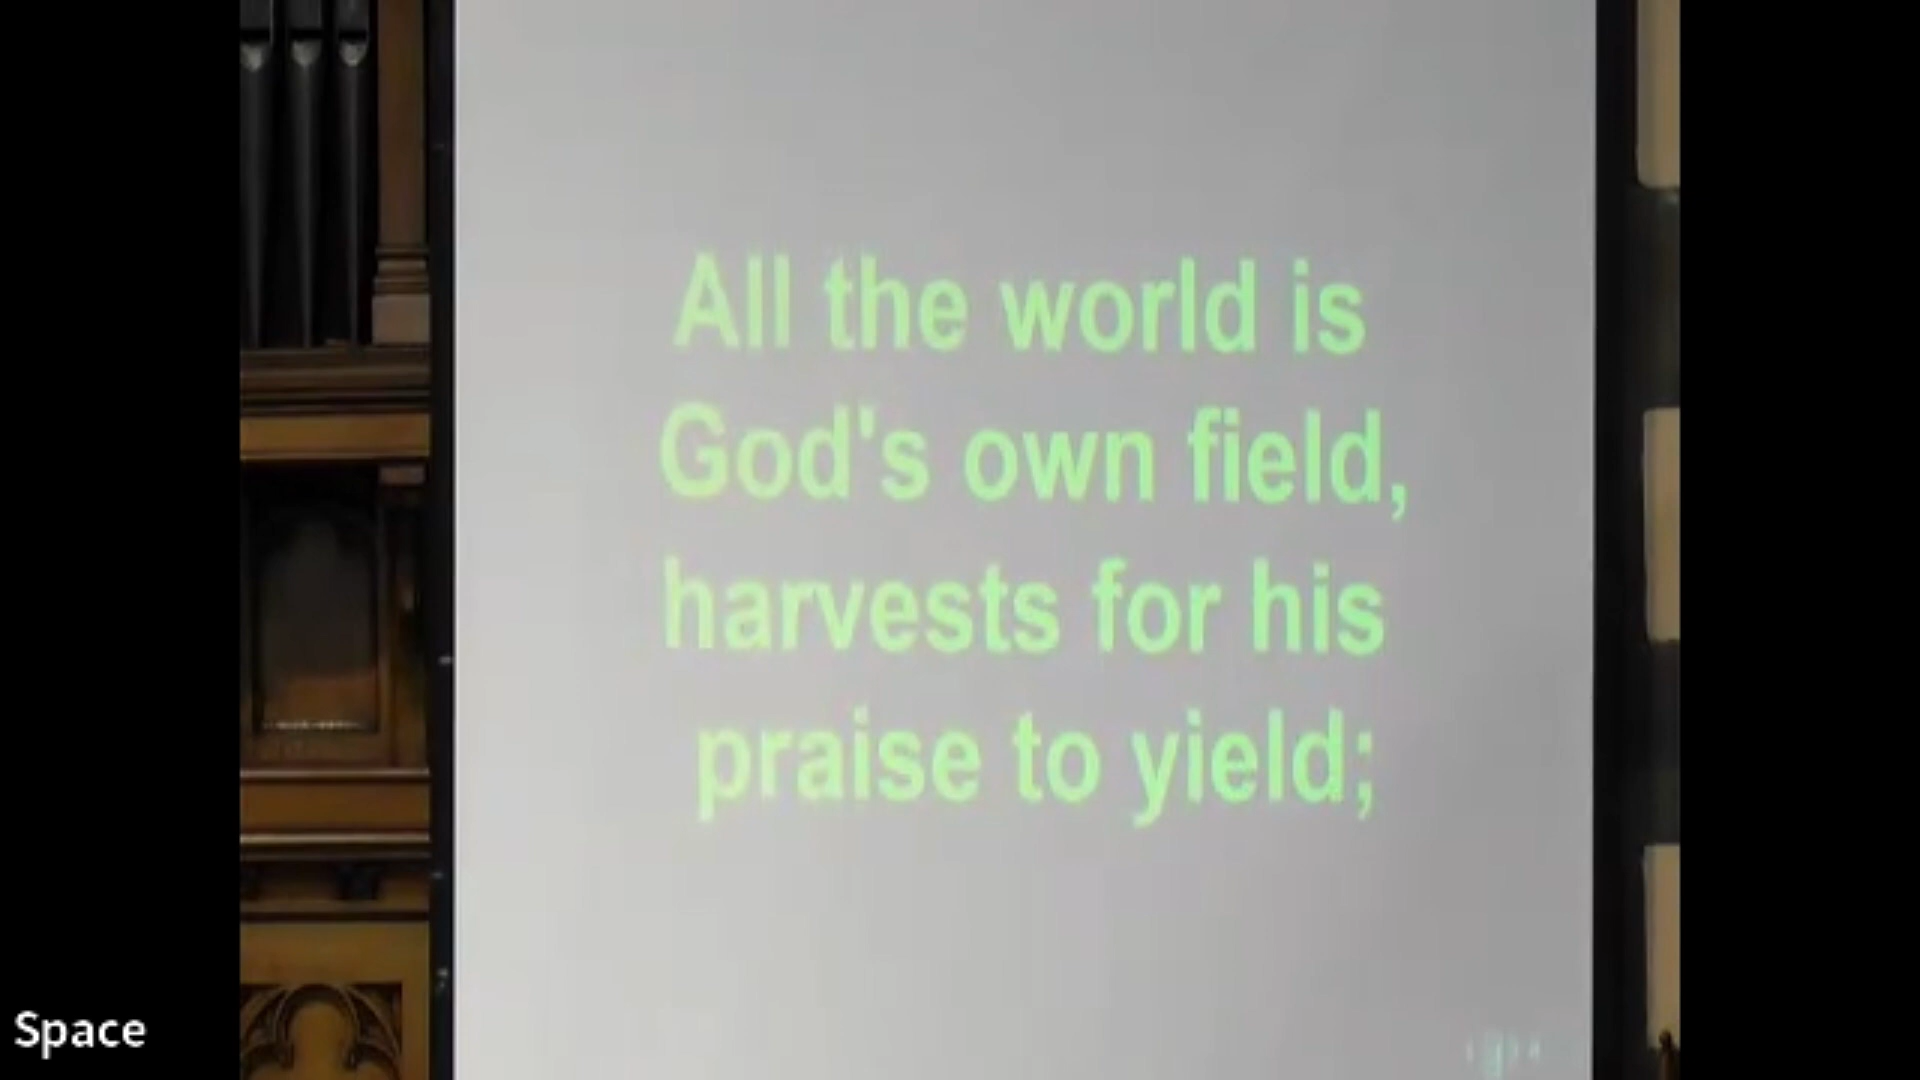 All the world is
God's own field,
harvests for his
praise to yield;
Space